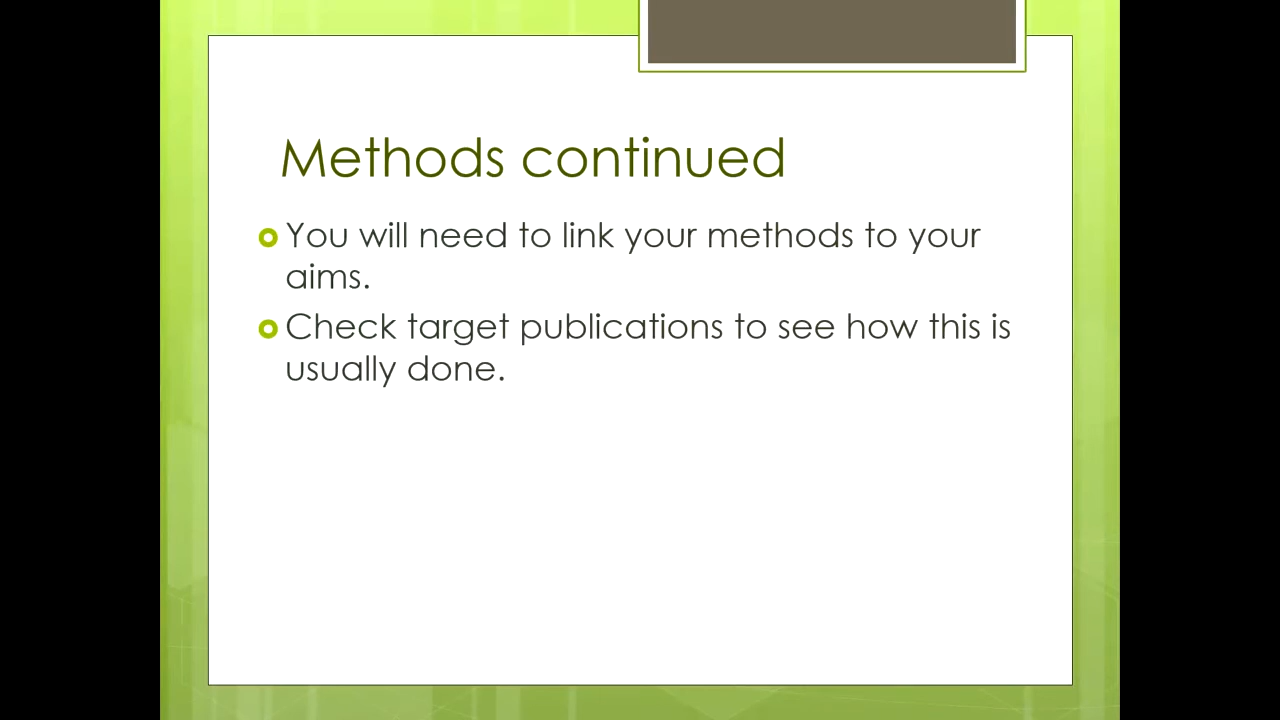 Methods continued
You will need to link your methods to your
aims.
Check target publications to see how this is
usually done.